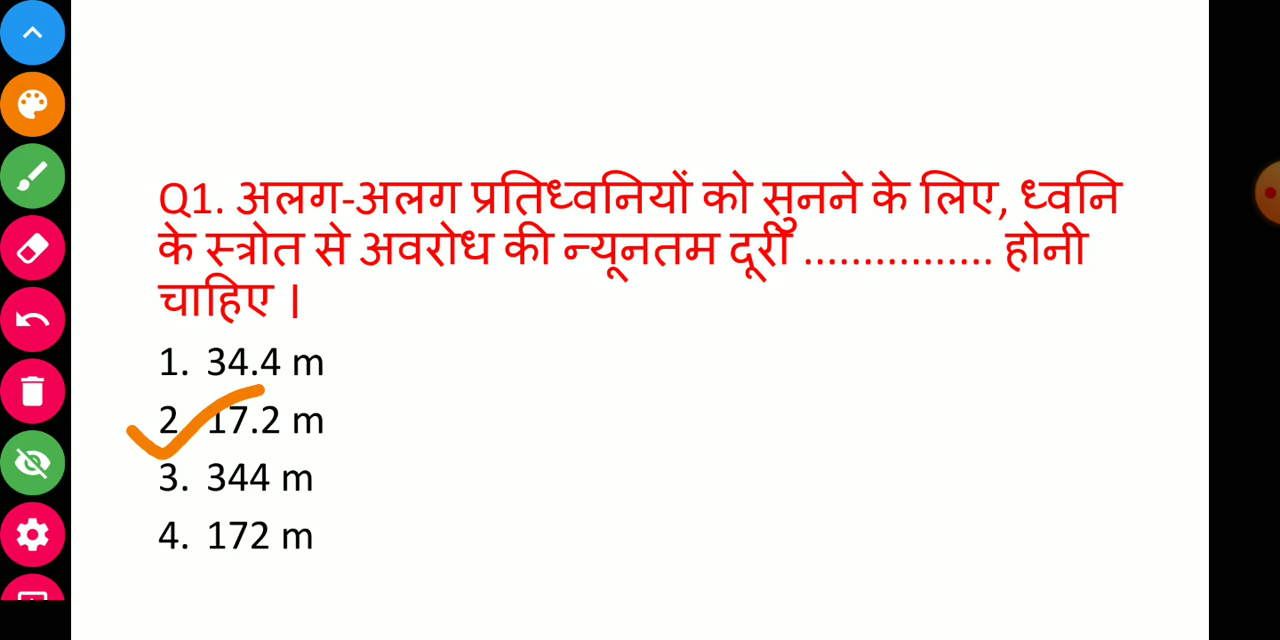 Q1. अलग-अलग प्रतिध्वनियों को सुनने के लिए, ध्वनि
के स्त्रोत से अवरोध की न्यूनतम दूरी ................ होनी
चाहिए ।
1. 34.4 m
2. 17.2 m
3. 344 m
4. 172 m